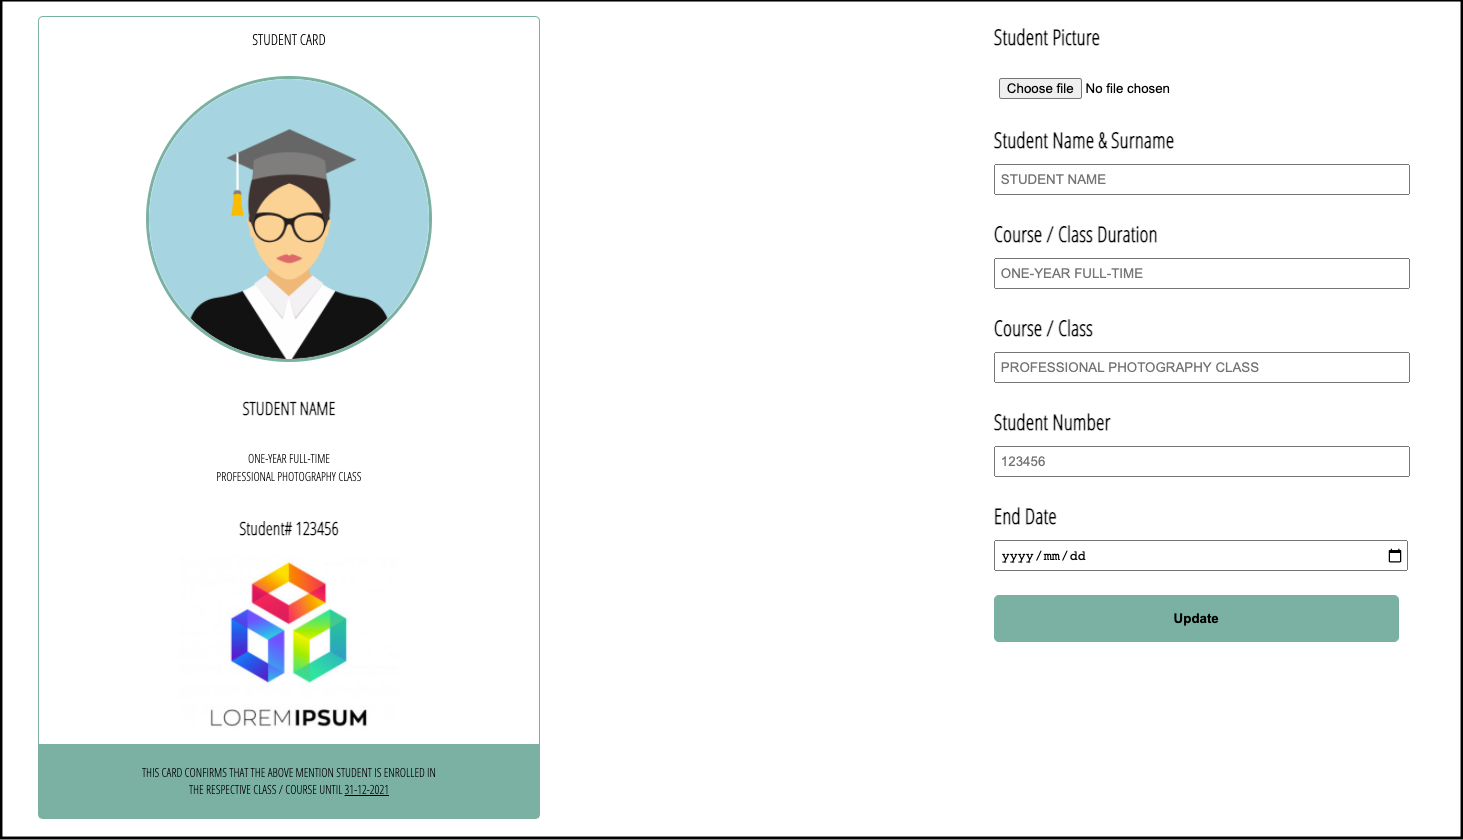 STUDENT CARD
STUDENT NAME
ONE-YEAR FULL-TIME
PROFESSIONAL PHOTOGRAPHY CLASS
Student# 123456
LOREMIPSUM
THIS CARD CONFIRMS THAT THE ABOVE MENTION STUDENT IS ENROLLED IN
THE RESPECTIVE CLASS / COURSE UNTIL 31-12-2021
Student Picture
Choose file No file chosen
Student Name & Surname
STUDENT NAME
Course / Class Duration
ONE-YEAR FULL-TIME
Course / Class
PROFESSIONAL PHOTOGRAPHY CLASS
Student Number
123456
End Date
yyyy/mm/dd
Update